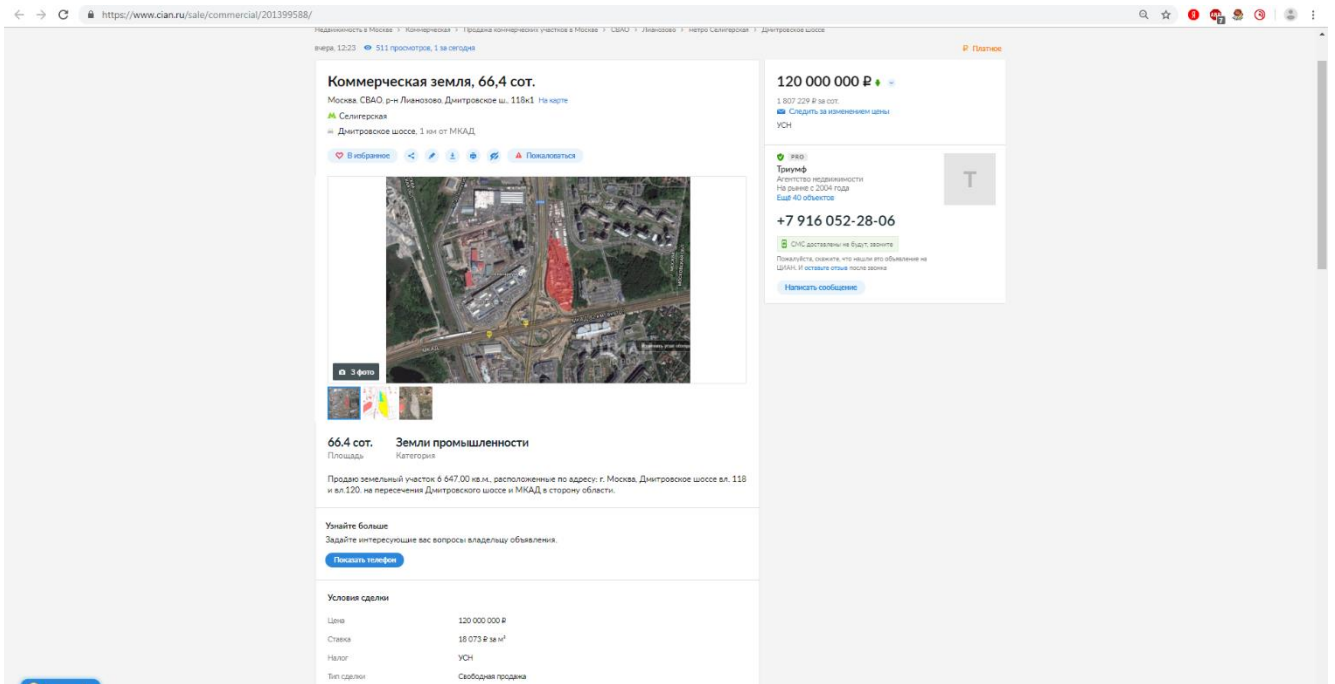 https://www.cian.ru/sale/commercial/201399588/
Недвижимость в Москве > Коммерческая > Продажа коммерческих участков в Москве > СВАО > Лианозово > метро Селигерская > Дмитровское шоссе
вчера, 12:23 511 просмотров, 1 за сегодня
₽ Платное
Коммерческая земля, 66,4 сот.
Москва, СВАО, р-н Лианозово, Дмитровское ш., 118к1 На карте
Селигерская
Дмитровское шоссе, 1 км от МКАД
В избранное
Пожаловаться
МКАД
3 фото
66.4 сот. Земли промышленности
Площадь Категория
Продаю земельный участок 6 647,00 кв.м., расположенные по адресу: г. Москва, Дмитровское шоссе вл. 118
и вл.120. на пересечения Дмитровского шоссе и МКАД в сторону области.
Узнайте больше
Задайте интересующие вас вопросы владельцу объявления.
Показать телефон
Условия сделки
Цена 120 000 000 ₽
Ставка 18 073 ₽ за м²
Налог УСН
Тип сделки Свободная продажа
120 000 000 ₽
1 807 229 ₽ за сот.
Следить за изменением цены
УСН
PRO
Триумф
Агентство недвижимости
На рынке с 2004 года
Ещё 40 объектов
T
+7 916 052-28-06
СМС доставлены не будут, звоните
Пожалуйста, скажите, что нашли это объявление на
ЦИАН. И оставьте отзыв после звонка
Написать сообщение